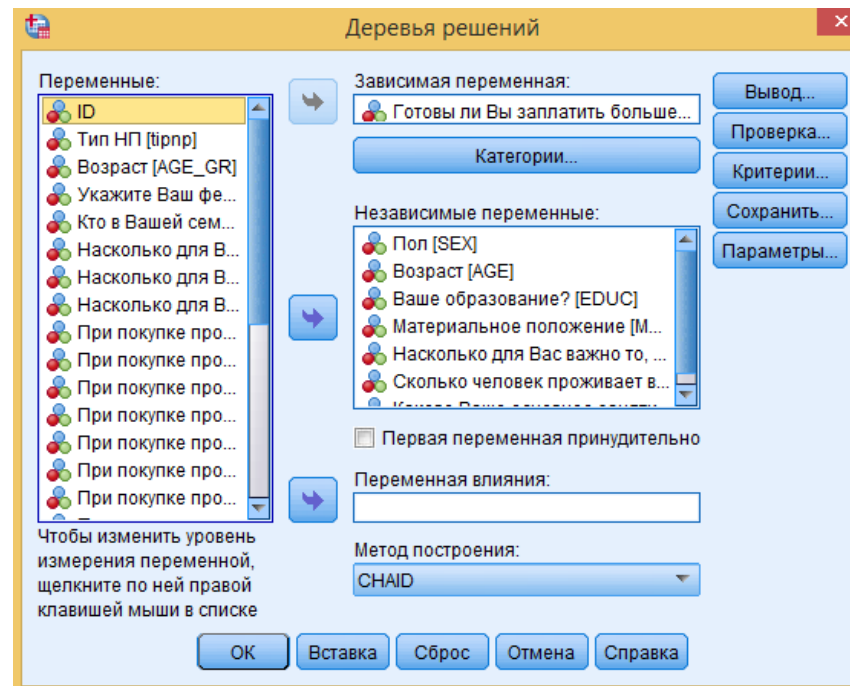 Деревья решений
Переменные:
ID
Тип НП [tipnp]
Возраст [AGE_GR]
Укажите Ваш фе...
Кто в Вашей сем...
Насколько для В...
Насколько для В...
Насколько для В...
При покупке про...
При покупке про...
При покупке про...
При покупке про...
При покупке про...
При покупке про...
При покупке про...
Чтобы изменить уровень
измерения переменной,
щелкните по ней правой
клавишей мыши в списке
Зависимая переменная:
Готовы ли Вы заплатить больше...
Категории...
Независимые переменные:
Пол [SEX]
Возраст [AGE]
Ваше образование? [EDUC]
Материальное положение [М...
Насколько для Вас важно то, ...
Сколько человек проживает в...
Первая переменная принудительно
Переменная влияния:
Метод построения:
CHAID
Вывод...
Проверка...
Критерии...
Сохранить...
Параметры...
ОК
Вставка
Сброс
Отмена
Справка